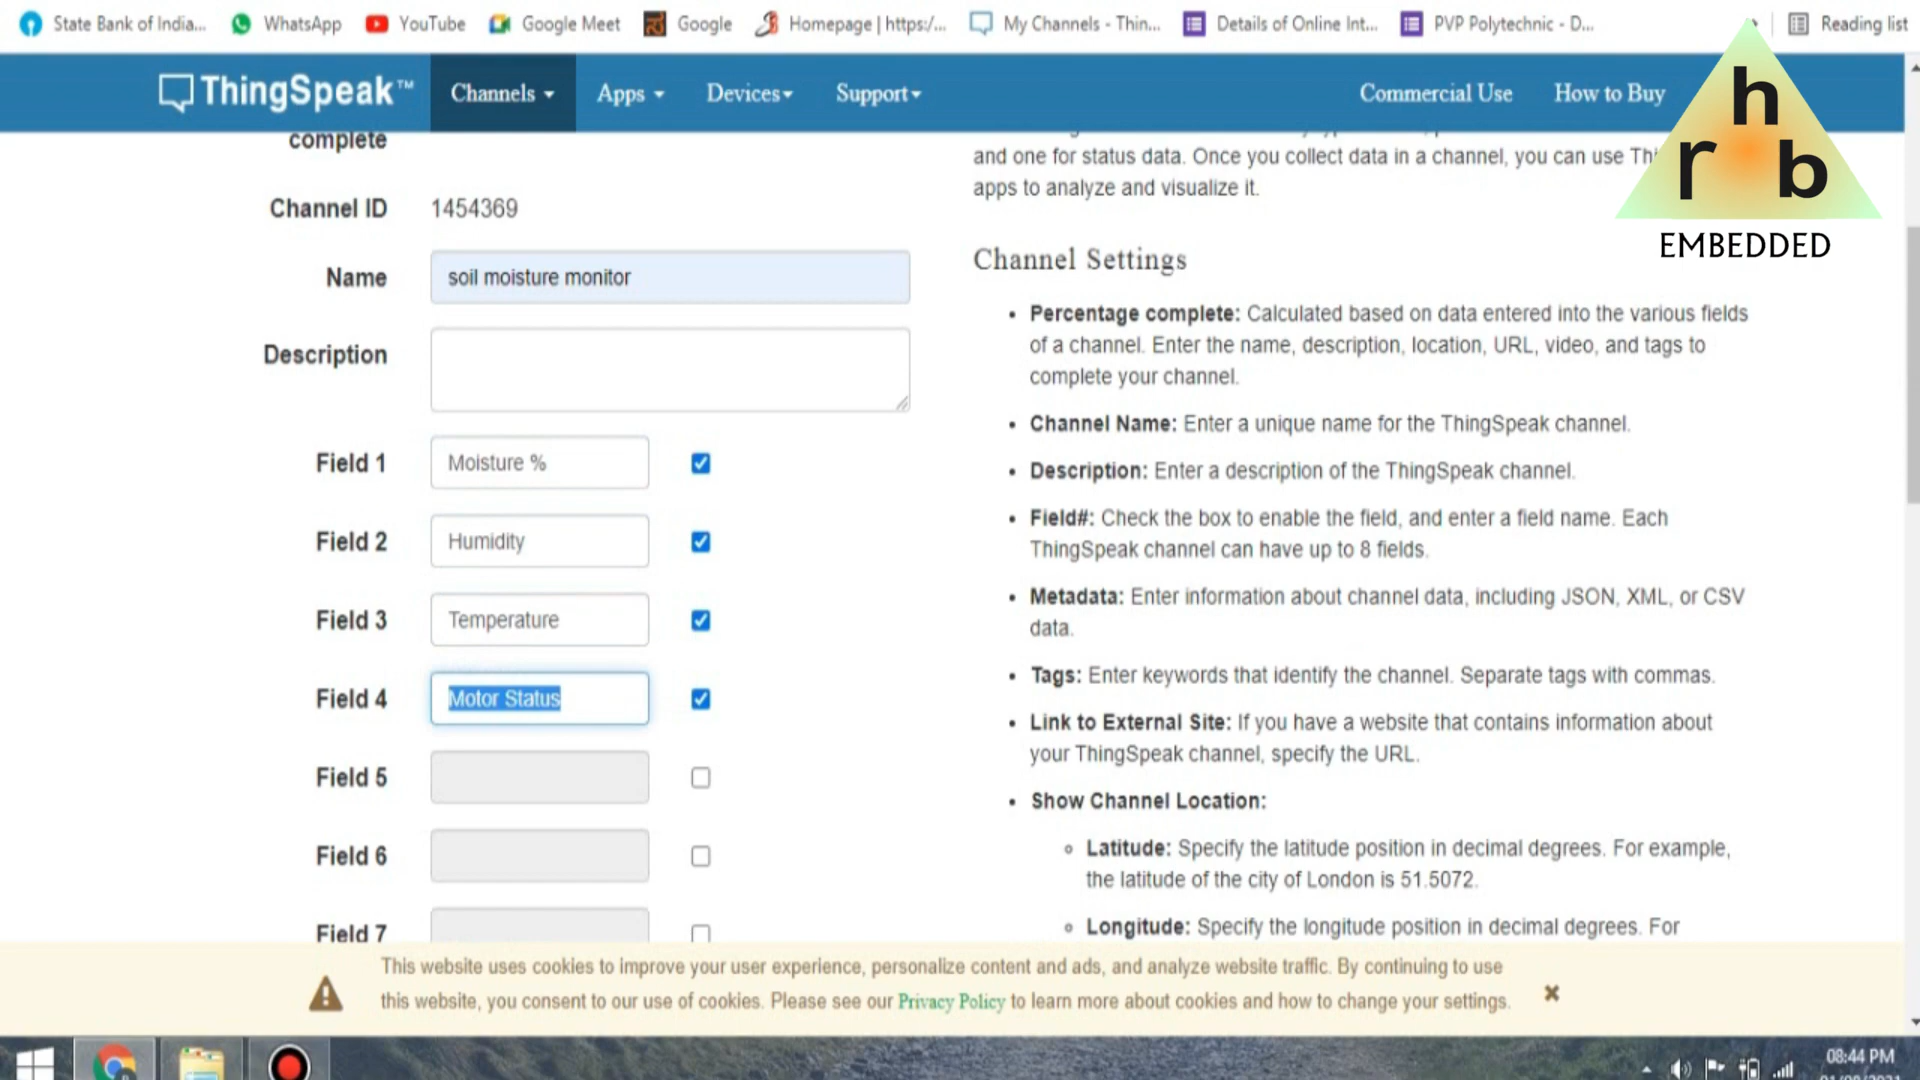 State Bank of India... WhatsApp YouTube Google Meet Google Homepage | https:/... My Channels - Thin... Details of Online Int... PVP Polytechnic - D... Reading list
ThingSpeak™ Channels Apps Devices Support Commercial Use How to Buy
h
r b
EMBEDDED
complete
Channel ID 1454369
Name soil moisture monitor
Description
Field 1 Moisture %
Field 2 Humidity
Field 3 Temperature
Field 4 Motor Status
Field 5
Field 6
Field 7
and one for status data. Once you collect data in a channel, you can use
apps to analyze and visualize it.
Channel Settings
• Percentage complete: Calculated based on data entered into the various fields
of a channel. Enter the name, description, location, URL, video, and tags to
complete your channel.
• Channel Name: Enter a unique name for the ThingSpeak channel.
• Description: Enter a description of the ThingSpeak channel.
• Field#: Check the box to enable the field, and enter a field name. Each
ThingSpeak channel can have up to 8 fields.
• Metadata: Enter information about channel data, including JSON, XML, or CSV
data.
• Tags: Enter keywords that identify the channel. Separate tags with commas.
• Link to External Site: If you have a website that contains information about
your ThingSpeak channel, specify the URL.
• Show Channel Location:
◦ Latitude: Specify the latitude position in decimal degrees. For example,
the latitude of the city of London is 51.5072.
◦ Longitude: Specify the longitude position in decimal degrees. For
This website uses cookies to improve your user experience, personalize content and ads, and analyze website traffic. By continuing to use
this website, you consent to our use of cookies. Please see our Privacy Policy to learn more about cookies and how to change your settings.
08:44 PM